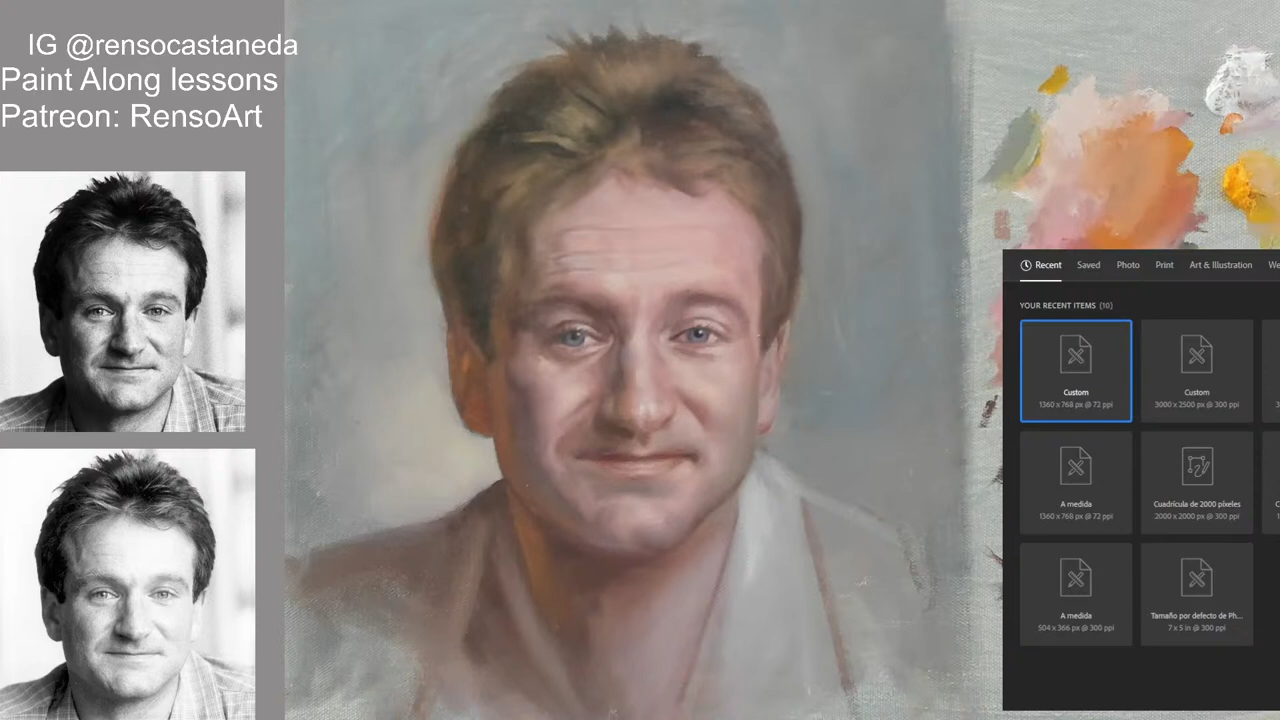 IG @rensocastaneda
Paint Along lessons
Patreon: RensoArt
Recent Saved Photo Print Art & Illustration We
YOUR RECENT ITEMS (10)
Custom
1360 x 768 px @ 72 ppi
Custom
3000 x 2500 px @ 300 ppi
A medida
1360 x 768 px @ 72 ppi
Cuadrícula de 2000 píxeles
2000 x 2000 px @ 300 ppi
A medida
504 x 366 px @ 300 ppi
Tamaño por defecto de Ph...
7 x 5 in @ 300 ppi